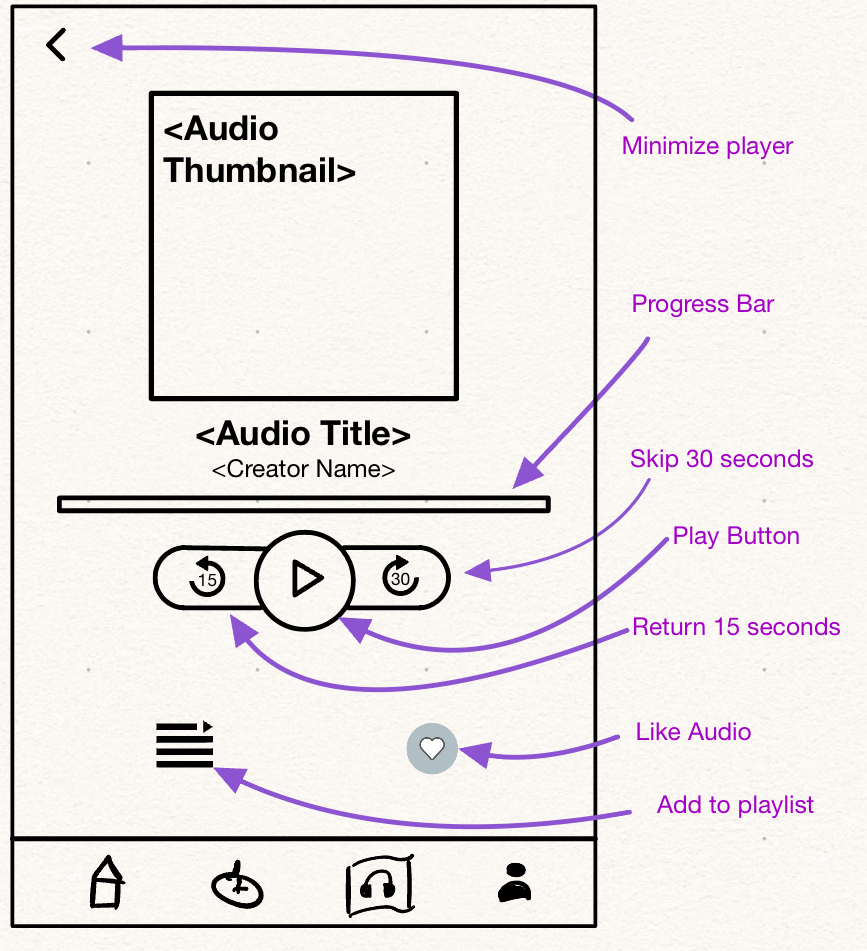 <Audio
Thumbnail>
Minimize player
Progress Bar
<Audio Title>
<Creator Name>
Skip 30 seconds
Play Button
15
30
Return 15 seconds
Like Audio
Add to playlist